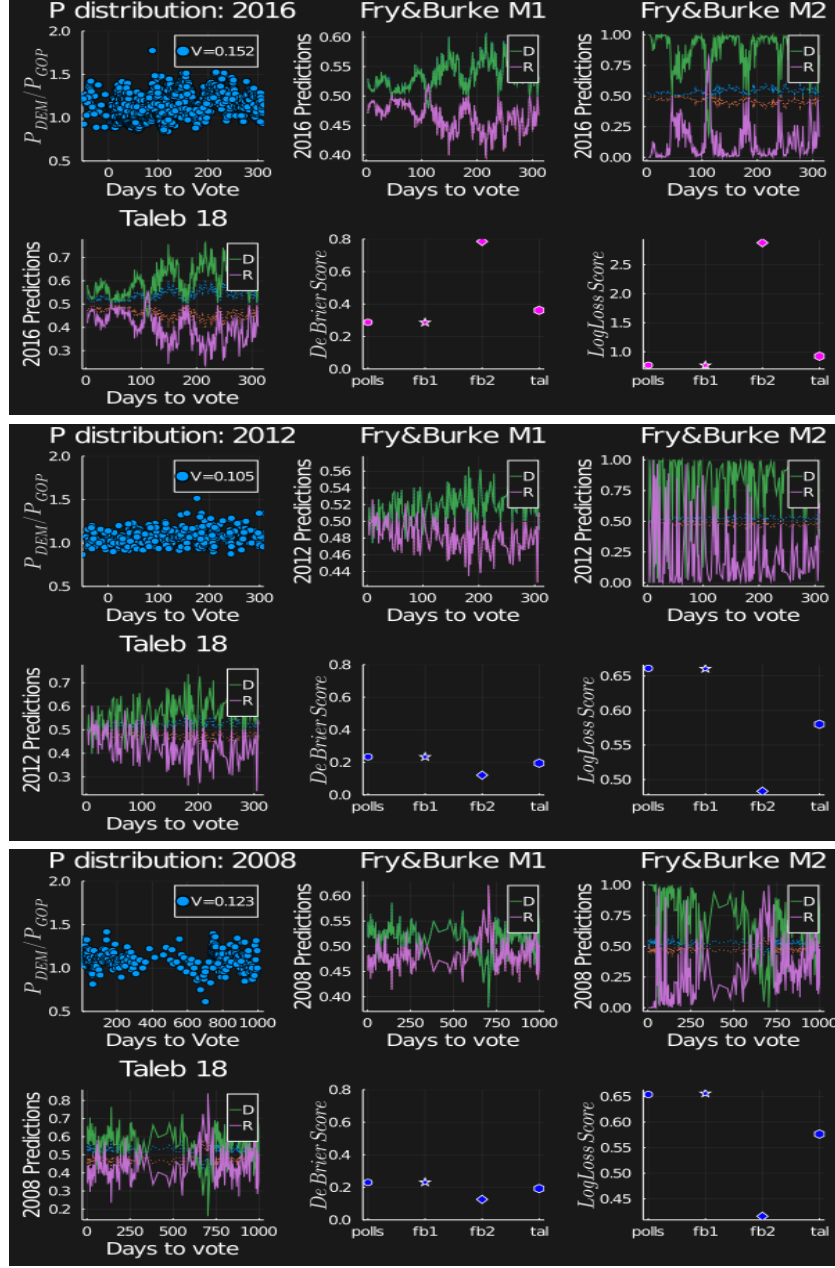 P distribution: 2016
Fry&Burke M1
Fry&Burke M2
P_DEM/P_GOP
2.0
1.5
1.0
0.5
V=0.152
0 100 200 300
Days to Vote
2016 Predictions
0.60
0.55
0.50
0.45
0.40
D
R
0 100 200 300
Days to vote
2016 Predictions
1.00
0.75
0.50
0.25
0.00
D
R
0 100 200 300
Days to vote
Taleb 18
2016 Predictions
0.7
0.6
0.5
0.4
0.3
D
R
0 100 200 300
Days to vote
DeBrier Score
0.8
0.6
0.4
0.2
0.0
polls fb1 fb2 tal
LogLoss Score
2.5
2.0
1.5
1.0
polls fb1 fb2 tal
P distribution: 2012
Fry&Burke M1
Fry&Burke M2
P_DEM/P_GOP
2.0
1.5
1.0
0.5
V=0.105
0 100 200 300
Days to Vote
2012 Predictions
0.56
0.54
0.52
0.50
0.48
0.46
0.44
D
R
0 100 200 300
Days to vote
2012 Predictions
1.00
0.75
0.50
0.25
0.00
D
R
0 100 200 300
Days to vote
Taleb 18
2012 Predictions
0.7
0.6
0.5
0.4
0.3
D
R
0 100 200 300
Days to vote
DeBrier Score
0.8
0.6
0.4
0.2
0.0
polls fb1 fb2 tal
LogLoss Score
0.65
0.60
0.55
0.50
polls fb1 fb2 tal
P distribution: 2008
Fry&Burke M1
Fry&Burke M2
P_DEM/P_GOP
2.0
1.5
1.0
0.5
V=0.123
200 400 600 800 1000
Days to Vote
2008 Predictions
0.60
0.55
0.50
0.45
0.40
D
R
0 250 500 750 1000
Days to vote
2008 Predictions
1.00
0.75
0.50
0.25
0.00
D
R
0 250 500 750 1000
Days to vote
Taleb 18
2008 Predictions
0.8
0.7
0.6
0.5
0.4
0.3
0.2
D
R
0 250 500 750 1000
Days to vote
DeBrier Score
0.8
0.6
0.4
0.2
0.0
polls fb1 fb2 tal
LogLoss Score
0.65
0.60
0.55
0.50
0.45
polls fb1 fb2 tal